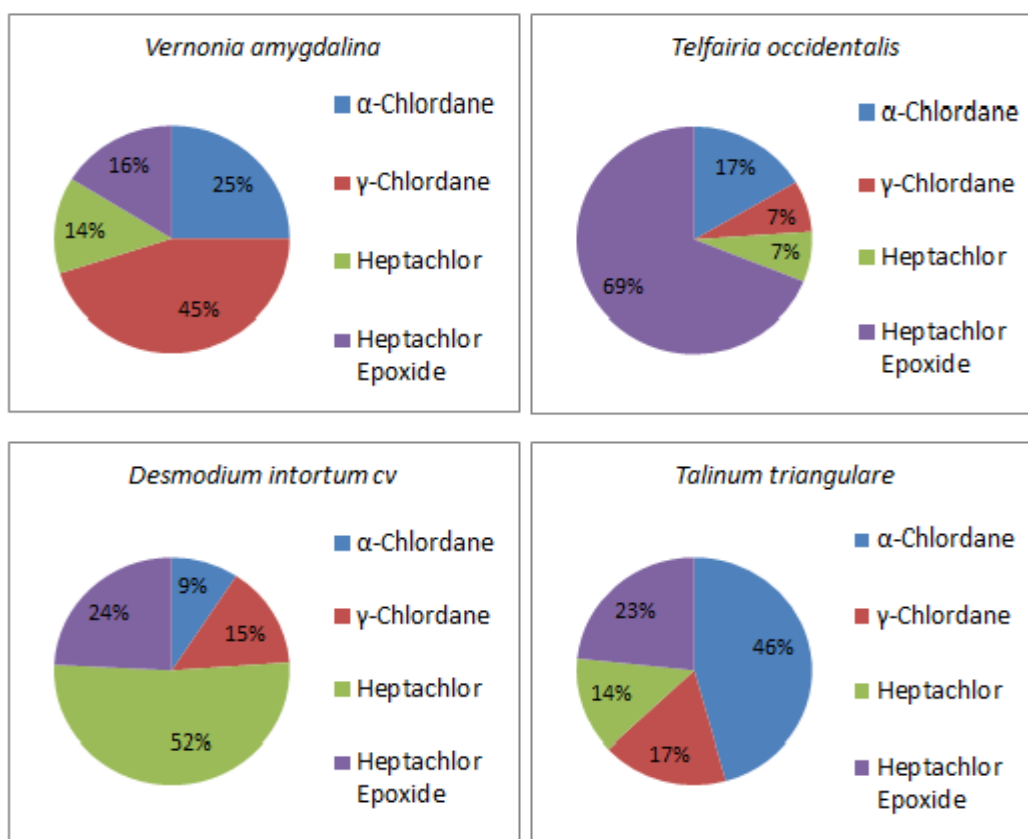 Vernonia amygdalina
α-Chlordane
γ-Chlordane
Heptachlor
Heptachlor
Epoxide
16%
25%
14%
45%
Telfairia occidentalis
α-Chlordane
γ-Chlordane
Heptachlor
Heptachlor
Epoxide
17%
7%
7%
69%
Desmodium intortum cv
α-Chlordane
γ-Chlordane
Heptachlor
Heptachlor
Epoxide
9%
24%
15%
52%
Talinum triangulare
α-Chlordane
γ-Chlordane
Heptachlor
Heptachlor
Epoxide
23%
46%
14%
17%